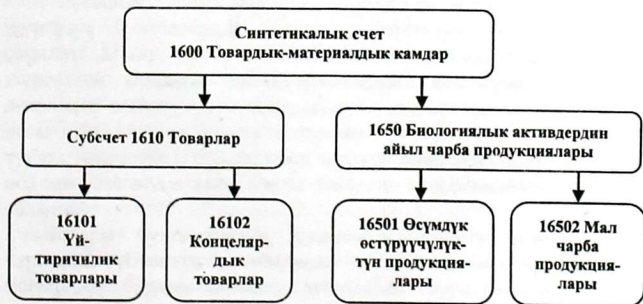 Синтетикалык счет
1600 Товардык-материалдык камдар
Субсчет 1610 Товарлар
1650 Биологиялык активдердин
айыл чарба продукциялары
16101
Үй-
тиричилик
товарлары
16102
Концеляр-
дык
товарлар
16501 Өсүмдүк
өстүрүүчүлүк-
түн продукция-
лары
16502 Мал
чарба
продукция-
лары